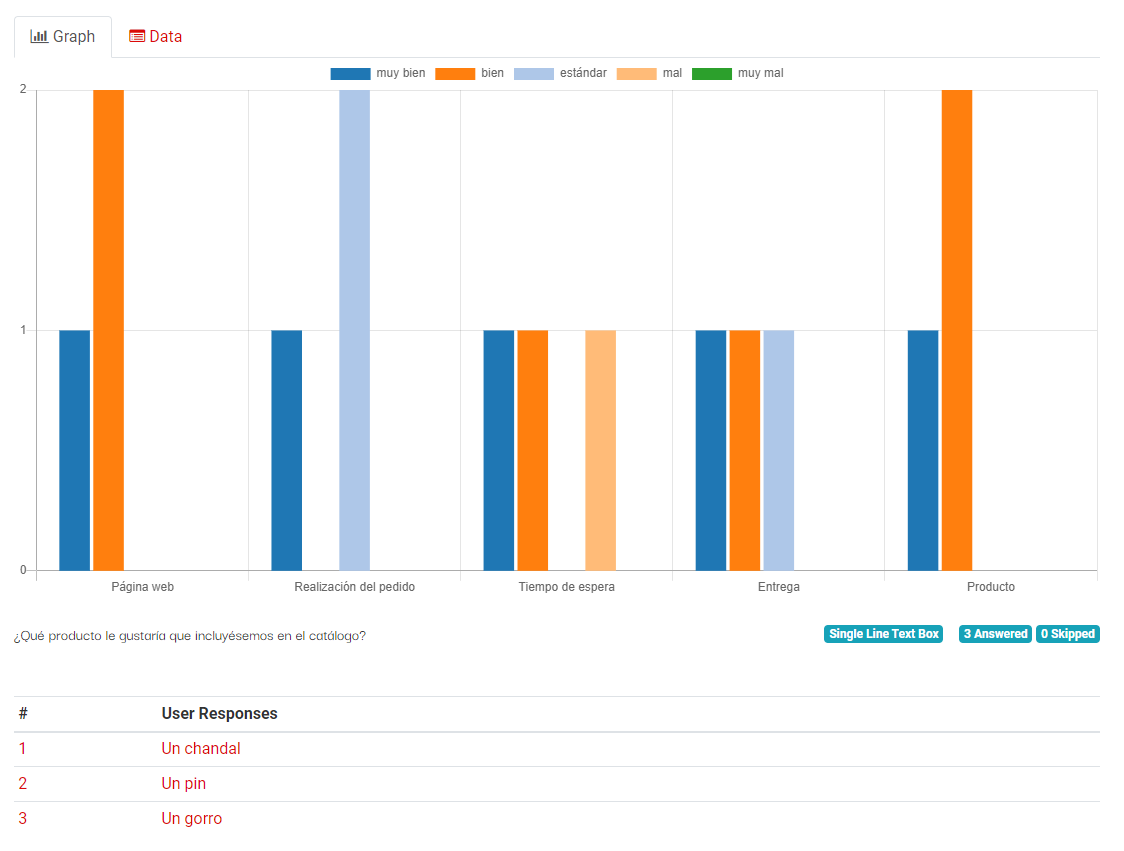 Graph Data
muy bien bien estándar mal muy mal
2
1
0
Página web Realización del pedido Tiempo de espera Entrega Producto
¿Qué producto le gustaría que incluyésemos en el catálogo? Single Line Text Box 3 Answered 0 Skipped
# User Responses
1 Un chandal
2 Un pin
3 Un gorro